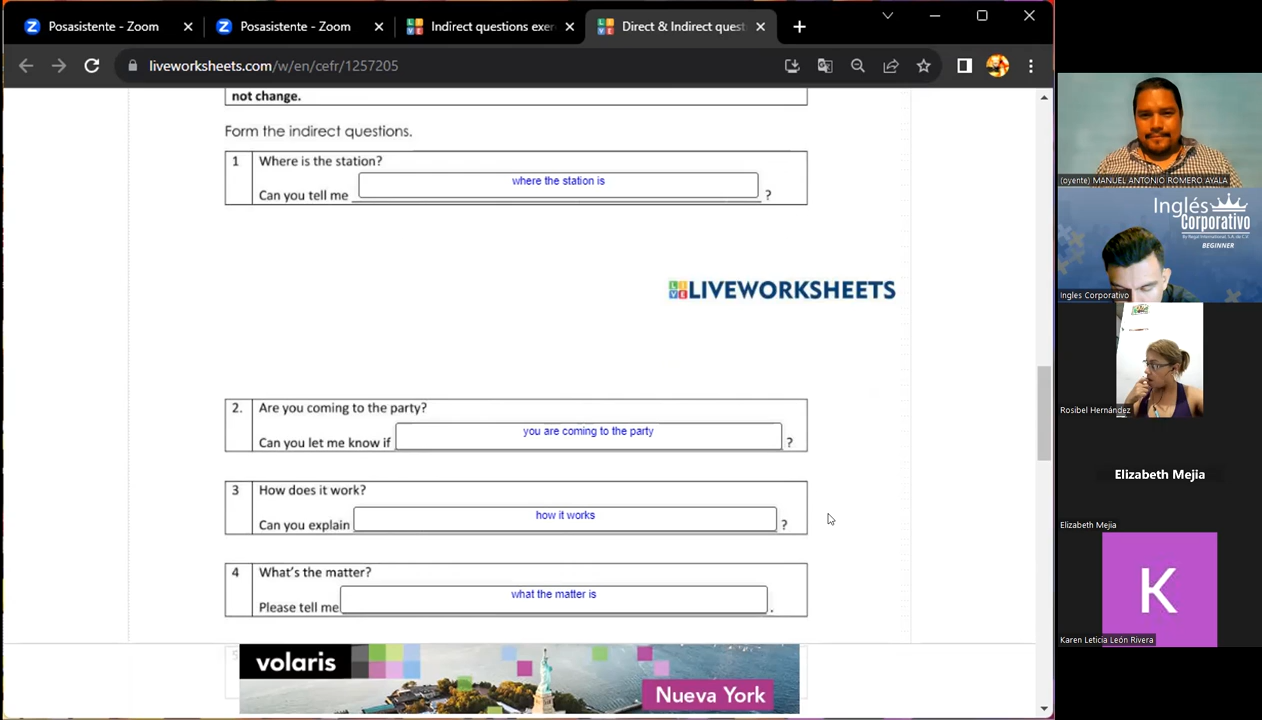 Posasistente - Zoom
Posasistente - Zoom
Indirect questions exer
Direct & Indirect quest
liveworksheets.com/w/en/cefr/1257205
not change.
Form the indirect questions.
1 Where is the station?
Can you tell me where the station is ?
LIVEWORKSHEETS
2. Are you coming to the party?
Can you let me know if you are coming to the party ?
3 How does it work?
Can you explain how it works ?
4 What's the matter?
Please tell me what the matter is .
5
volaris
Nueva York
(oyente) MANUEL ANTONIO ROMERO AYALA
Inglés
Corporativo
By Regal International, S.A. de C.V.
BEGINNER
Ingles Corporativo
Rosibel Hernández
Elizabeth Mejia
Elizabeth Mejia
K
Karen Leticia León Rivera